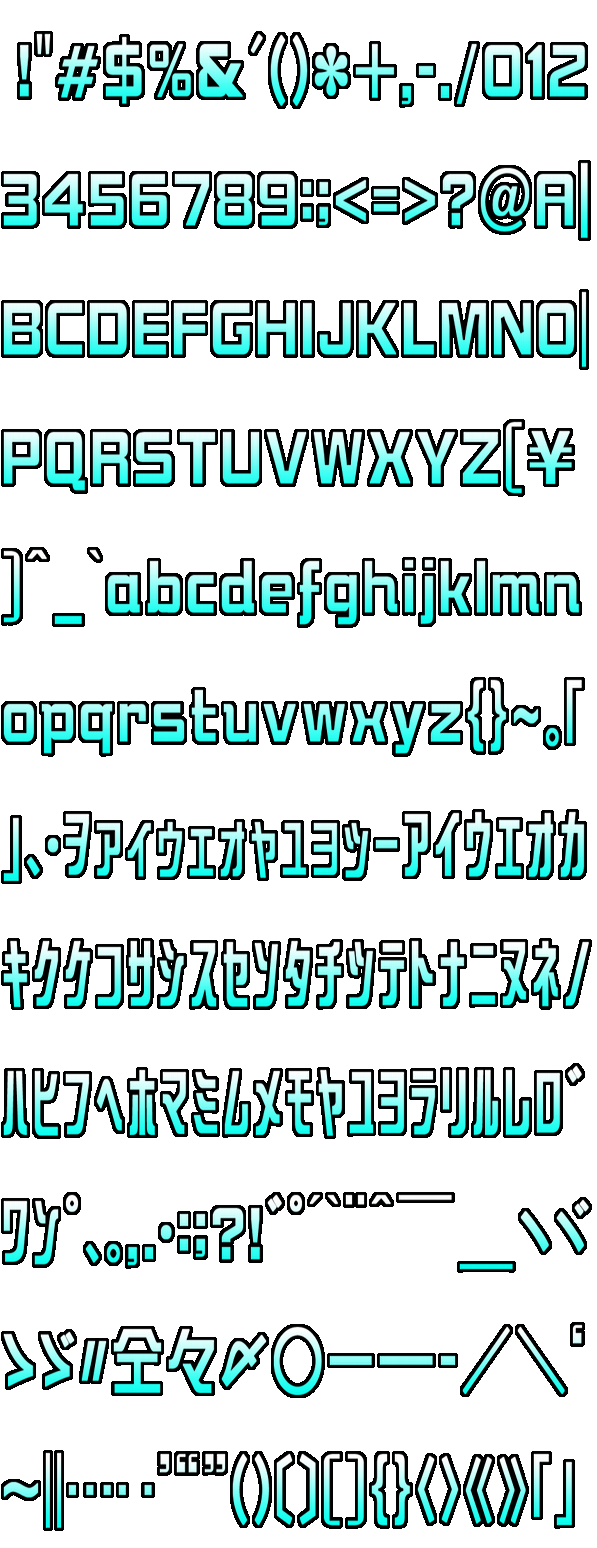 !"#$%&´()*+,-./012
3456789:;<=>?@A|
BCDEFGHIJKLMNO|
PQRSTUVWXYZ[¥
]^_`abcdefghijklmn
opqrstuvwxyz{}~｡｢
｣､･ｦｧｨｩｪｫｬｭｮｯｰｱｲｳｴｵｶ
ｷｸｹｺｻｼｽｾｿﾀﾁﾂﾃﾄﾅﾆﾇﾈﾉ
ﾊﾋﾌﾍﾎﾏﾐﾑﾒﾓﾔﾕﾖﾗﾘﾙﾚﾛﾞ
ﾜﾝﾟ､｡,.･:;?!ﾞﾟ´`¨^￣＿ヽヾ
ゝゞ〃仝々〆〇ー—‐／＼‘
~‖…‥’“”()〔〕[]{}〈〉《》｢｣